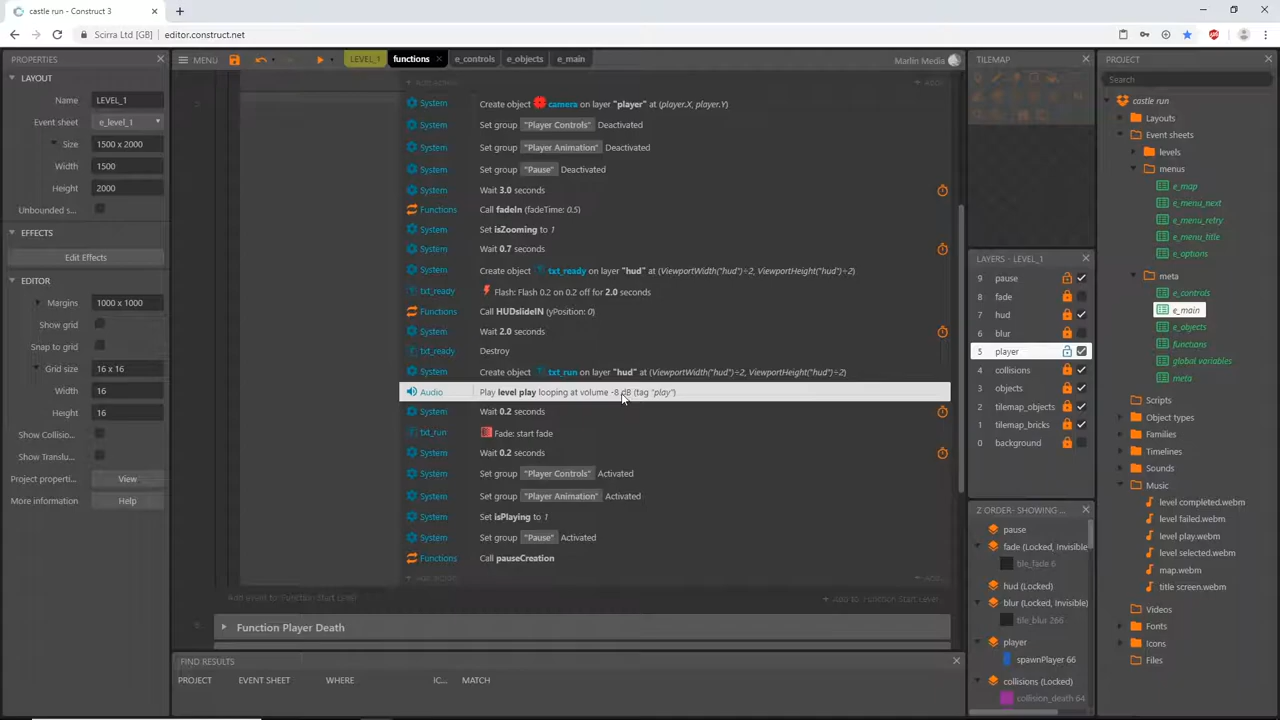 castle run - Construct 3
Scirra Ltd [GB]
editor.construct.net
PROPERTIES
LAYOUT
Name
LEVEL_1
Event sheet
e_level_1
Size
1500 x 2000
Width
1500
Height
2000
Unbounded s...
EFFECTS
Edit Effects
EDITOR
Margins
1000 x 1000
Show grid
Snap to grid
Grid size
16 x 16
Width
16
Height
16
Show Collisio...
Show Translu...
Project properti...
View
More information
Help
MENU
LEVEL_1
functions
e_controls
e_objects
e_main
Marlin Media
System
Create object camera on layer "player" at (player.X, player.Y)
System
Set group "Player Controls" Deactivated
System
Set group "Player Animation" Deactivated
System
Set group "Pause" Deactivated
System
Wait 3.0 seconds
Functions
Call fadeIn (fadeTime: 0.5)
System
Set isZooming to 1
System
Wait 0.7 seconds
System
Create object txt_ready on layer "hud" at (ViewportWidth("hud")÷2, ViewportHeight("hud")÷2)
txt_ready
Flash: Flash 0.2 on 0.2 off for 2.0 seconds
Functions
Call HUDslideIN (yPosition: 0)
System
Wait 2.0 seconds
txt_ready
Destroy
System
Create object txt_run on layer "hud" at (ViewportWidth("hud")÷2, ViewportHeight("hud")÷2)
Audio
Play level play looping at volume -8 dB (tag "play")
System
Wait 0.2 seconds
txt_run
Fade: start fade
System
Wait 0.2 seconds
System
Set group "Player Controls" Activated
System
Set group "Player Animation" Activated
System
Set isPlaying to 1
System
Set group "Pause" Activated
Functions
Call pauseCreation
Function Player Death
FIND RESULTS
PROJECT
EVENT SHEET
WHERE
IC...
MATCH
TILEMAP
LAYERS - LEVEL_1
9 pause
8 fade
7 hud
6 blur
5 player
4 collisions
3 objects
2 tilemap_objects
1 tilemap_bricks
0 background
Z ORDER- SHOWING ...
pause
fade (Locked, Invisible
tile_fade 6
hud (Locked)
blur (Locked, Invisible)
tile_blur 266
player
spawnPlayer 66
collisions (Locked)
collision_death 64
PROJECT
Search
castle run
Layouts
Event sheets
levels
menus
e_map
e_menu_next
e_menu_retry
e_menu_title
e_options
meta
e_controls
e_main
e_objects
functions
global variables
meta
Scripts
Object types
Families
Timelines
Sounds
Music
level completed.webm
level failed.webm
level play.webm
level selected.webm
map.webm
title screen.webm
Videos
Fonts
Icons
Files